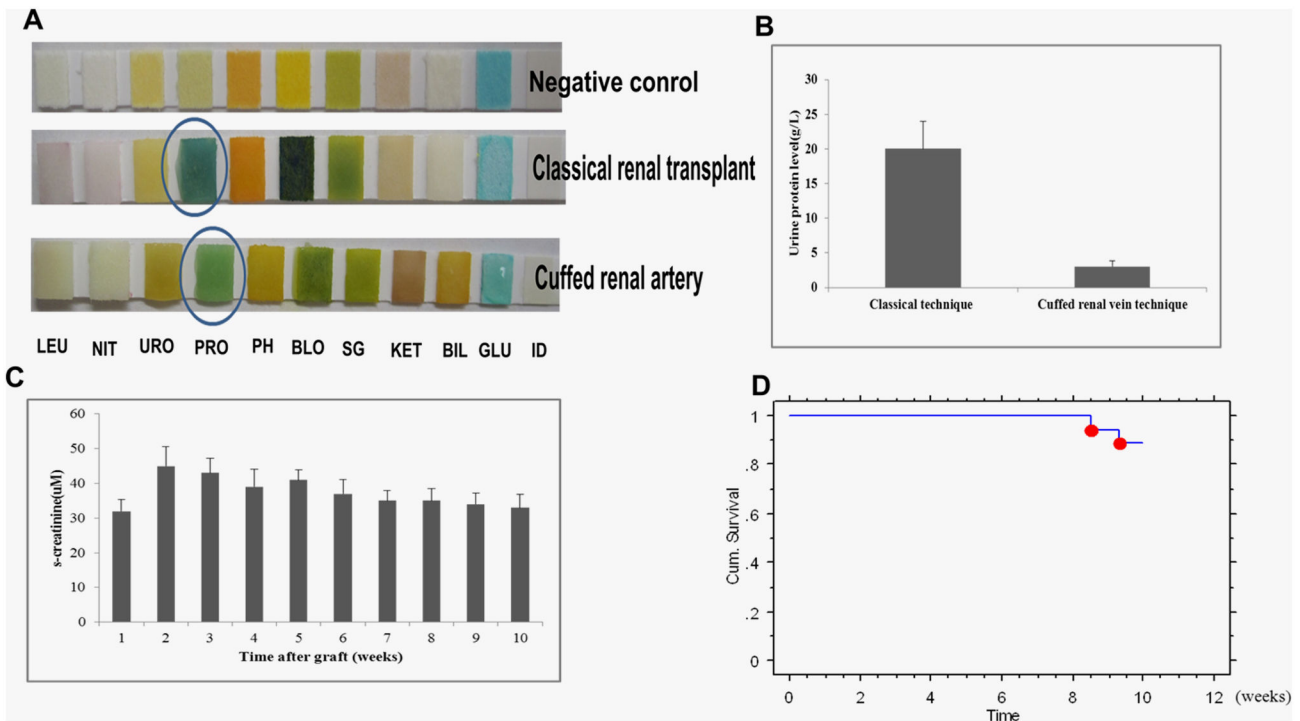 A
Negative conrol
Classical renal transplant
Cuffed renal artery
LEU NIT URO PRO PH BLO SG KET BIL GLU ID
B
Urine protein level(g/L)
30
25
20
15
10
5
0
Classical technique Cuffed renal vein technique
C
s-creatinine(uM)
60
50
40
30
20
10
0
1 2 3 4 5 6 7 8 9 10
Time after graft (weeks)
D
Cum. Survival
1
.8
.6
.4
.2
0
0 2 4 6 8 10 12 (weeks)
Time